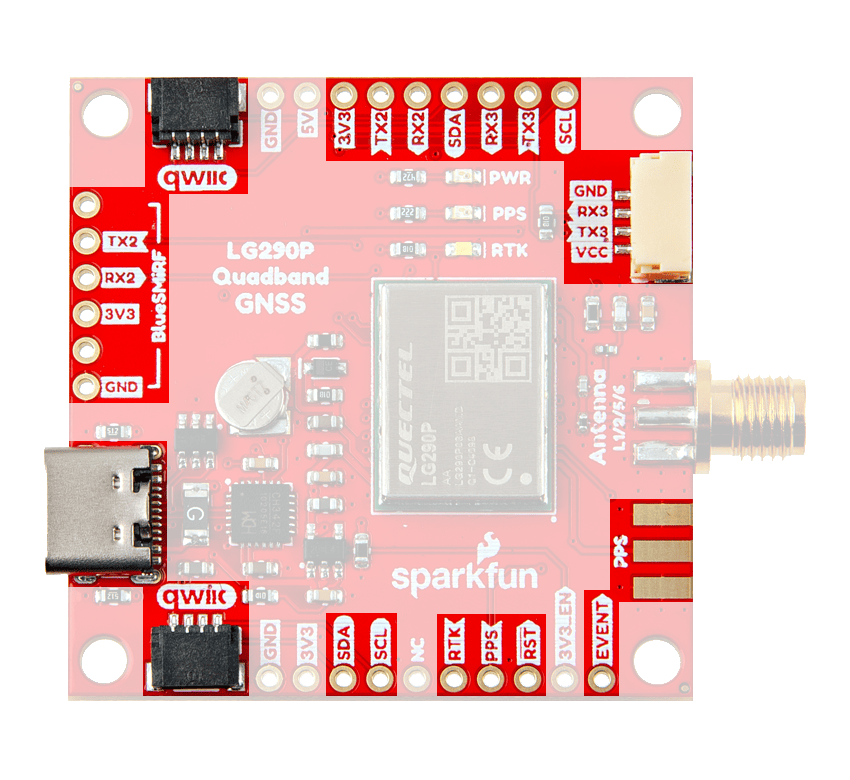 GND
5V
3V3
TX2
RX2
SDA
RX3
TX3
SCL
qwiic
PWR
PPS
RTK
GND
RX3
TX3
VCC
TX2
RX2
3V3
GND
BlueSMiRF
LG290P
Quadband
GNSS
QUECTEL
LG290P
AA
CE
Antenna
L1/2/5/6
G
PPS
sparkfun
qwiic
GND
3V3
SDA
SCL
NC
RTK
PPS
RST
3V3_EN
EVENT